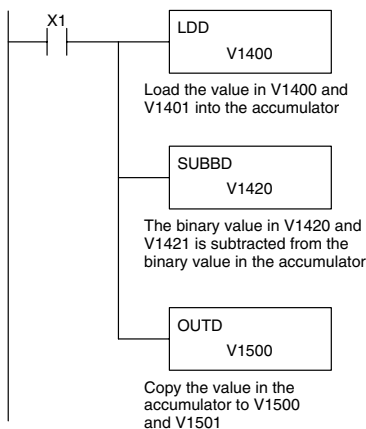 X1
LDD
V1400
Load the value in V1400 and
V1401 into the accumulator
SUBBD
V1420
The binary value in V1420 and
V1421 is subtracted from the
binary value in the accumulator
OUTD
V1500
Copy the value in the
accumulator to V1500
and V1501